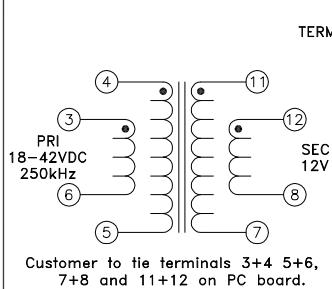 TERM
4
11
3
12
PRI
18-42VDC
250kHz
SEC
12V
6
8
5
7
Customer to tie terminals 3+4 5+6,
7+8 and 11+12 on PC board.